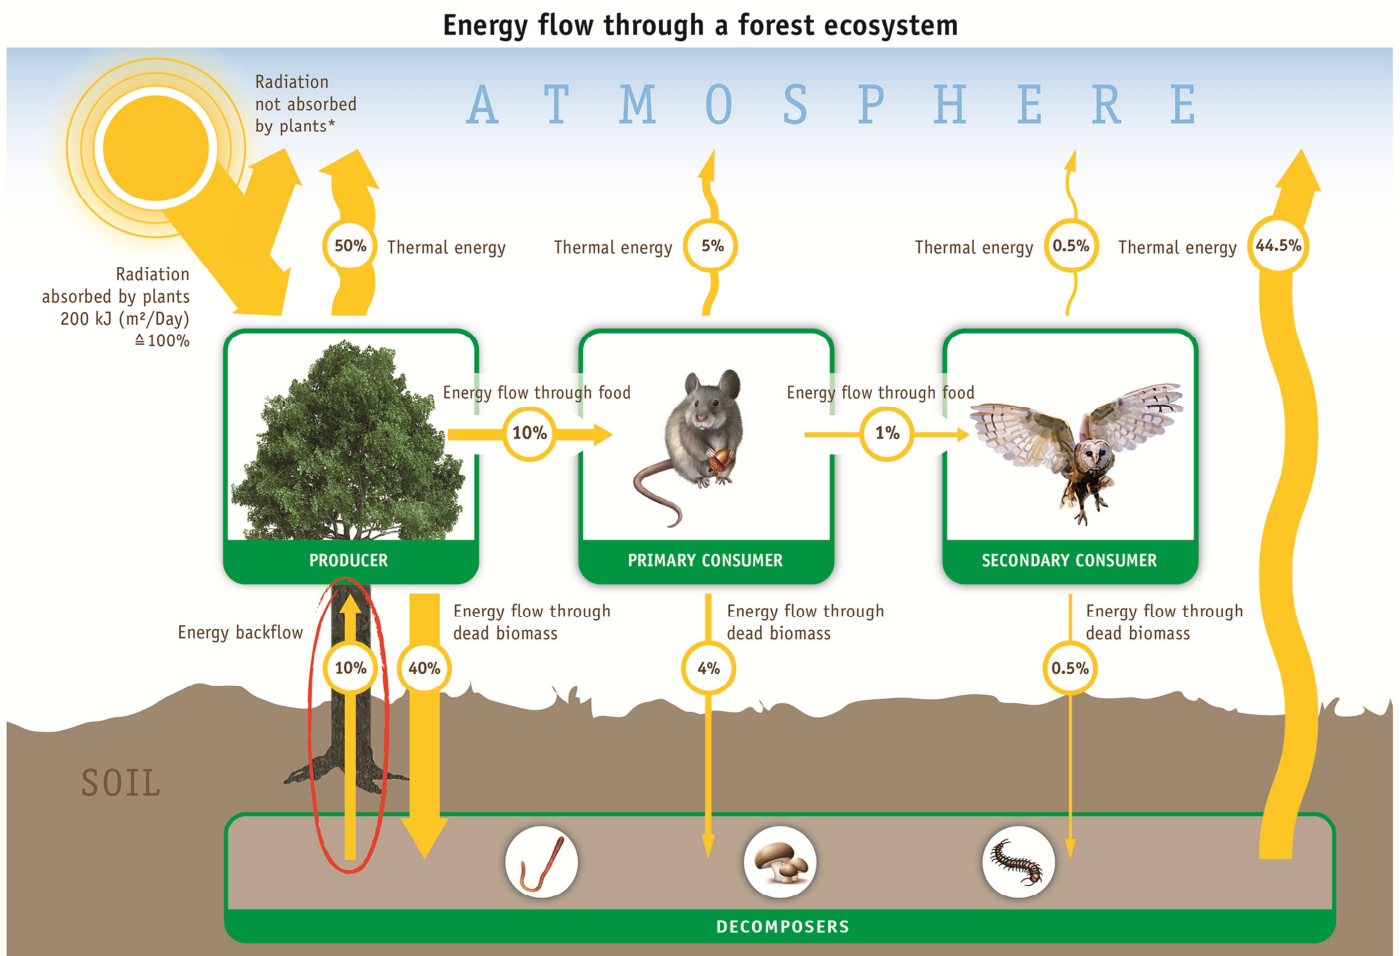 Energy flow through a forest ecosystem
ATMOSPHERE
Radiation
not absorbed
by plants*
50%
Thermal energy
Thermal energy
5%
Thermal energy
0.5%
Thermal energy
44.5%
Radiation
absorbed by plants
200 kJ (m²/Day)
≙ 100%
Energy flow through food
10%
Energy flow through food
1%
PRODUCER
PRIMARY CONSUMER
SECONDARY CONSUMER
Energy backflow
10%
Energy flow through
dead biomass
40%
Energy flow through
dead biomass
4%
Energy flow through
dead biomass
0.5%
SOIL
DECOMPOSERS